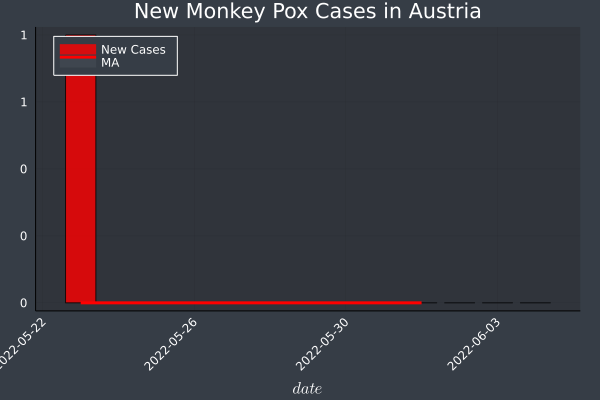 New Monkey Pox Cases in Austria
New Cases
MA
1
1
0
0
0
2022-05-22
2022-05-26
2022-05-30
2022-06-03
date